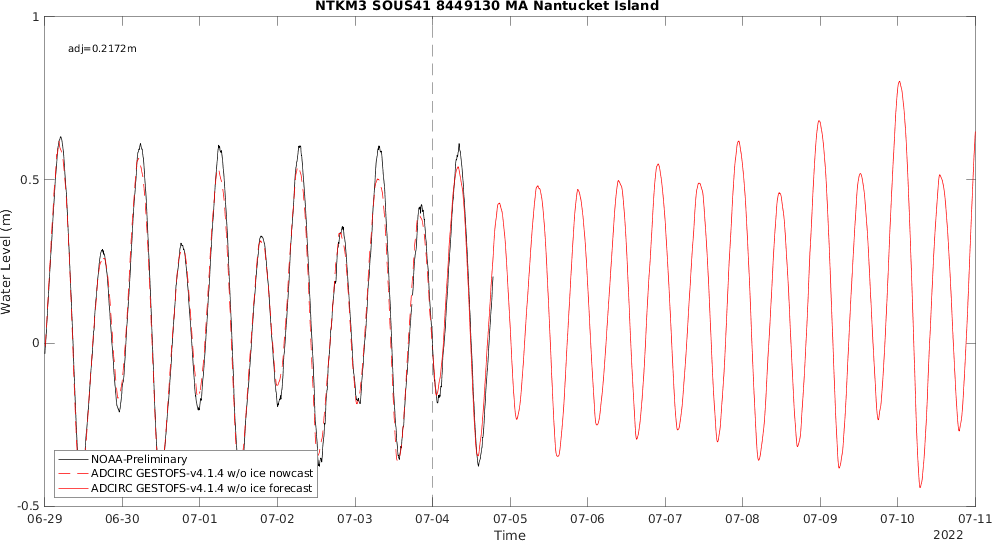 NTKM3 SOUS41 8449130 MA Nantucket Island
adj=0.2172m
1
0.5
0
-0.5
Water Level (m)
NOAA-Preliminary
ADCIRC GESTOFS-v4.1.4 w/o ice nowcast
ADCIRC GESTOFS-v4.1.4 w/o ice forecast
06-29 06-30 07-01 07-02 07-03 07-04 07-05 07-06 07-07 07-08 07-09 07-10 07-11
Time
2022